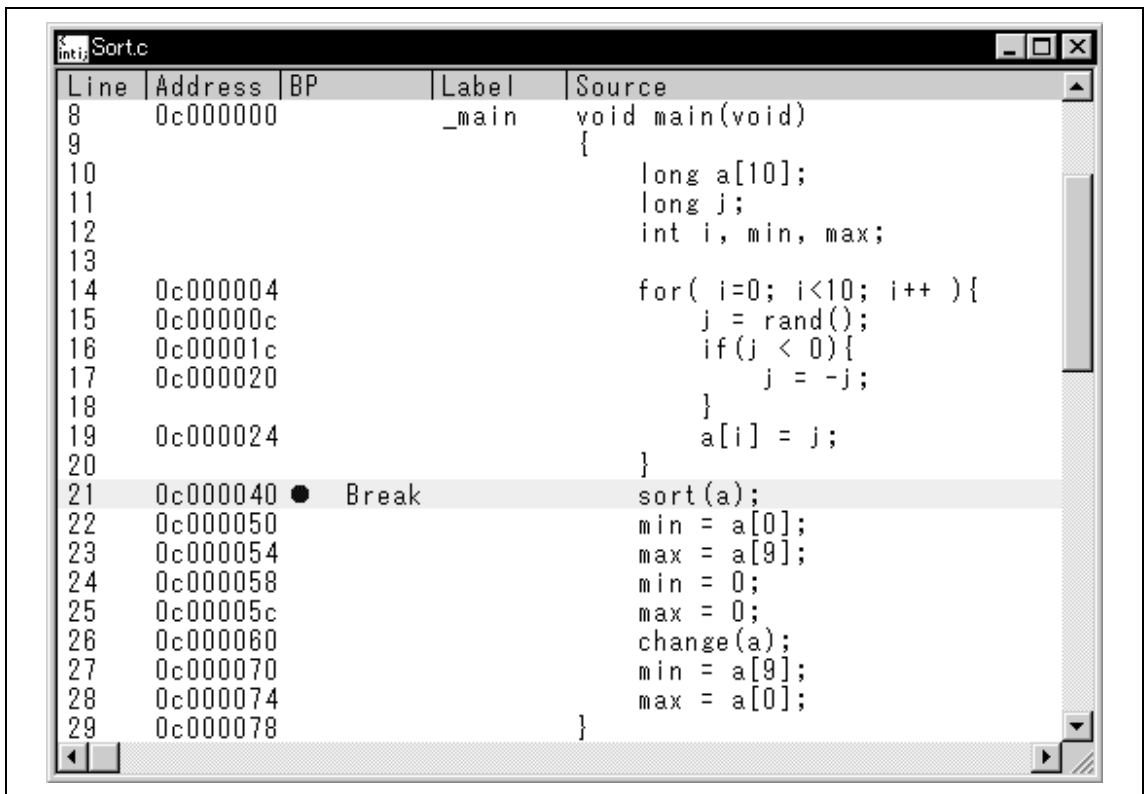 Sort.c
Line Address BP Label Source
8 0c000000 _main void main(void)
9 {
10 long a[10];
11 long j;
12 int i, min, max;
13
14 0c000004 for( i=0; i<10; i++ ){
15 0c00000c j = rand();
16 0c00001c if(j < 0){
17 0c000020 j = -j;
18 }
19 0c000024 a[i] = j;
20 }
21 0c000040 ● Break sort(a);
22 0c000050 min = a[0];
23 0c000054 max = a[9];
24 0c000058 min = 0;
25 0c00005c max = 0;
26 0c000060 change(a);
27 0c000070 min = a[9];
28 0c000074 max = a[0];
29 0c000078 }